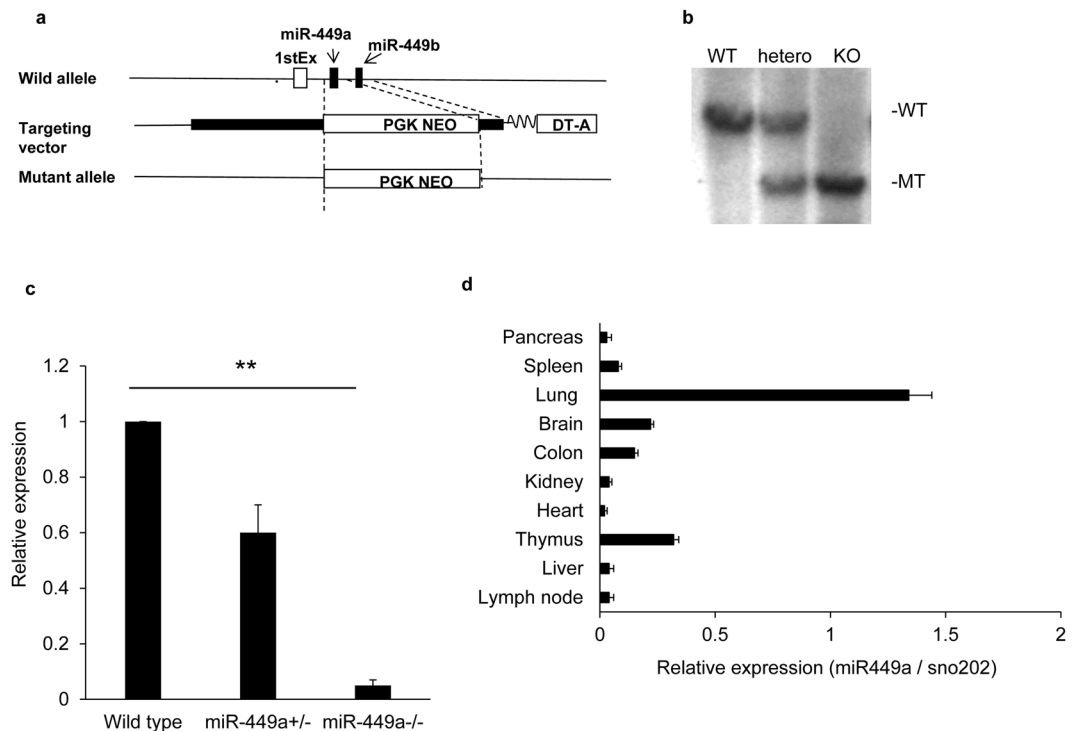 a
miR-449a
miR-449b
1stEx
Wild allele
Targeting vector
PGK NEO
DT-A
Mutant allele
PGK NEO
b
WT hetero KO
-WT
-MT
c
**
Relative expression
1.2
1
0.8
0.6
0.4
0.2
0
Wild type miR-449a+/- miR-449a-/-
d
Pancreas
Spleen
Lung
Brain
Colon
Kidney
Heart
Thymus
Liver
Lymph node
0 0.5 1 1.5 2
Relative expression (miR449a / sno202)